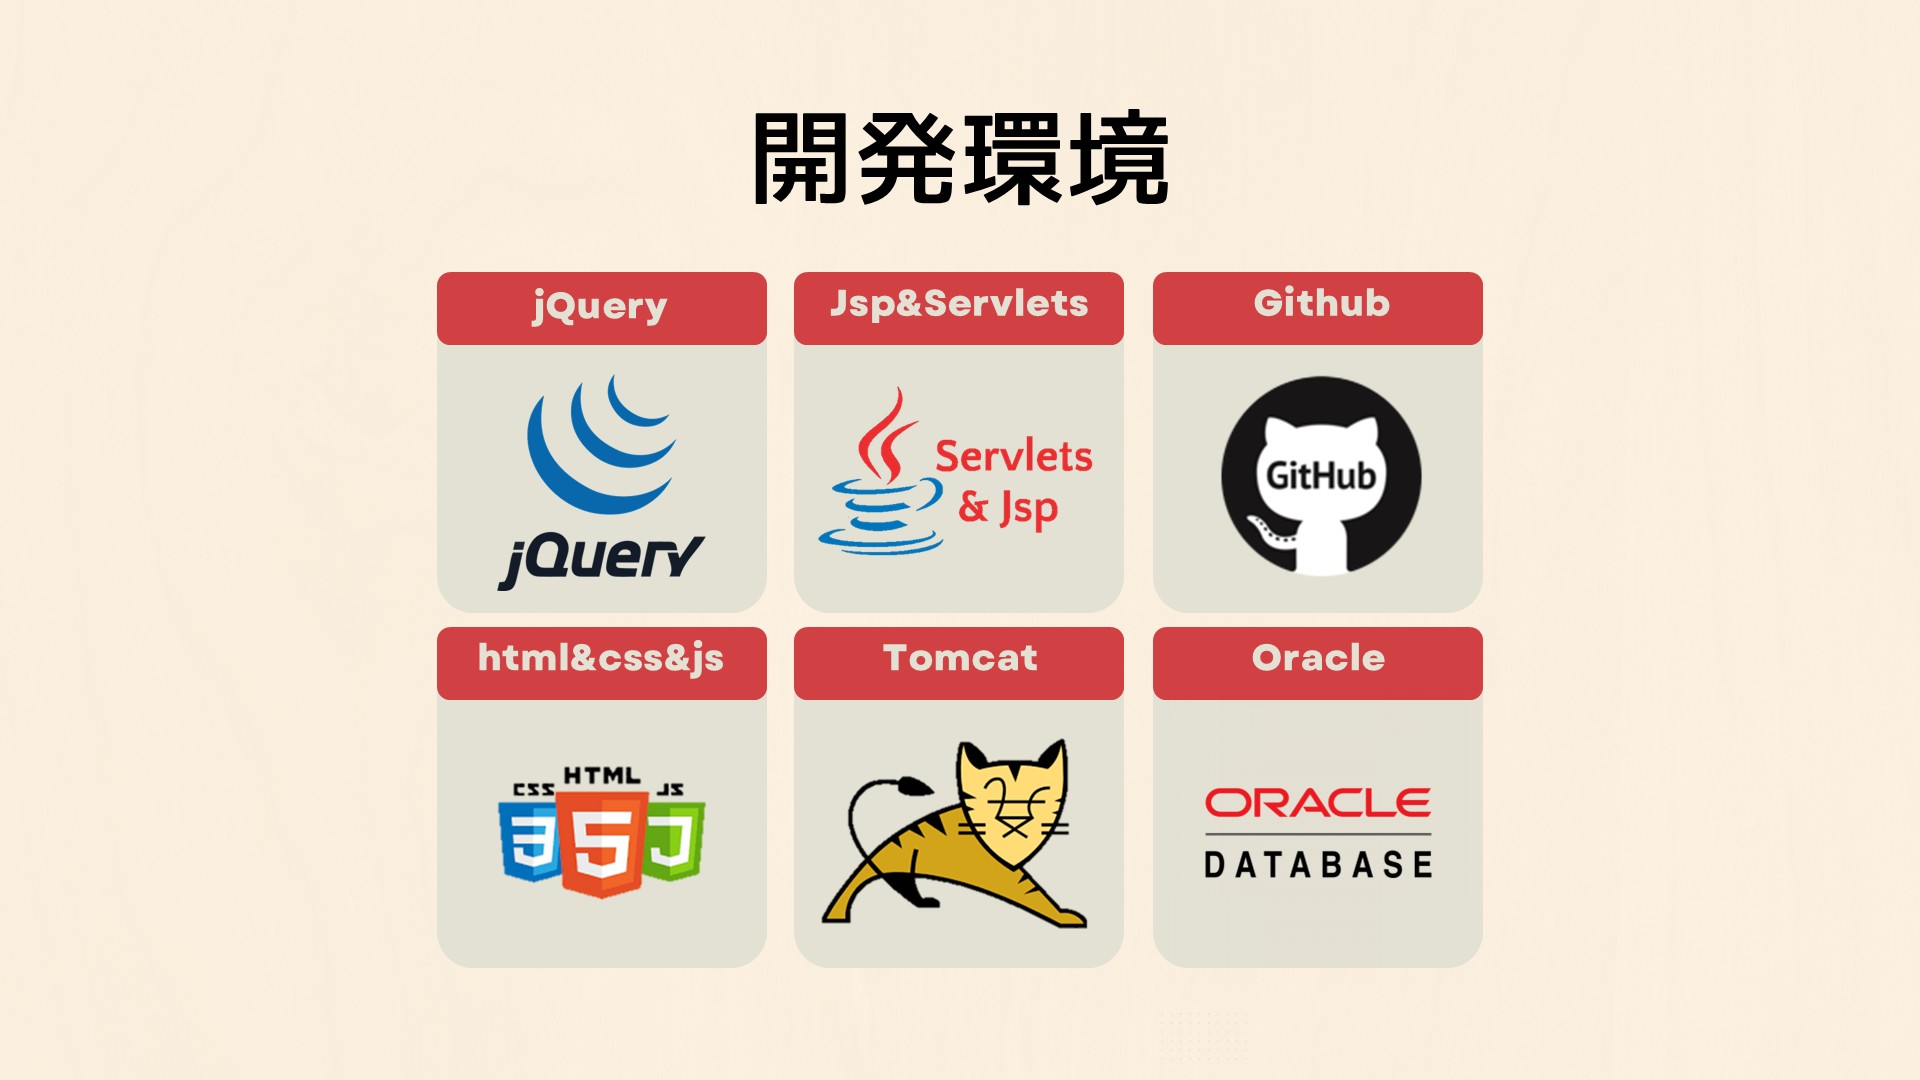 開発環境
jQuery
Jsp&Servlets
Github
jQuery
Servlets
& Jsp
GitHub
html&css&js
Tomcat
Oracle
CSS
HTML
JS
3
5
J
ORACLE
DATABASE